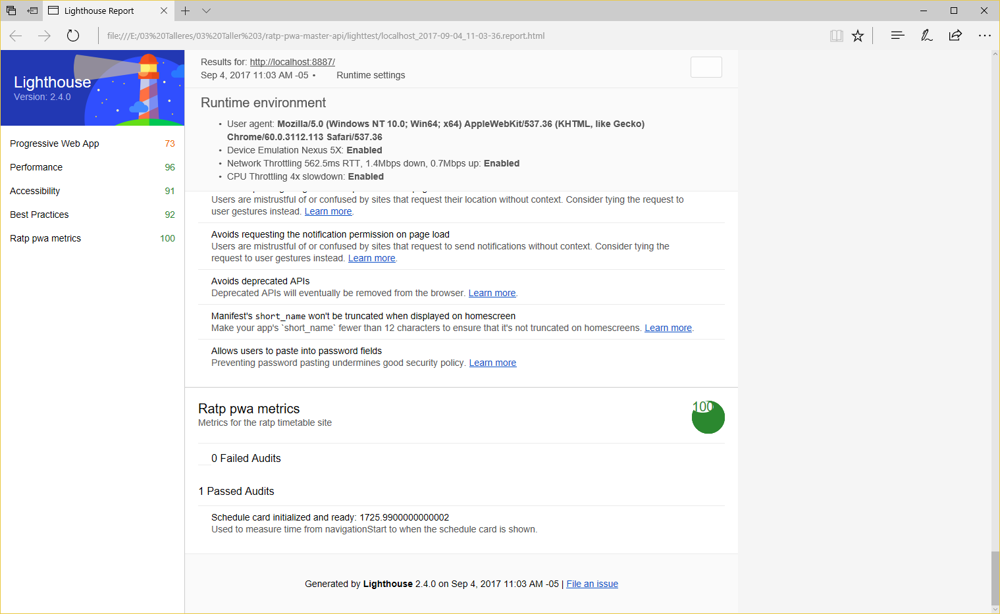 Lighthouse Report
file:///E:/03%20Talleres/03%20Taller%203/ratp-pwa-master-api/lighttest/localhost_2017-09-04_11-03-36.report.html
Lighthouse
Version: 2.4.0
Progressive Web App 73
Performance 96
Accessibility 91
Best Practices 92
Ratp pwa metrics 100
Results for: http://localhost:8887/
Sep 4, 2017 11:03 AM -05 • Runtime settings
Runtime environment
• User agent: Mozilla/5.0 (Windows NT 10.0; Win64; x64) AppleWebKit/537.36 (KHTML, like Gecko)
Chrome/60.0.3112.113 Safari/537.36
• Device Emulation Nexus 5X: Enabled
• Network Throttling 562.5ms RTT, 1.4Mbps down, 0.7Mbps up: Enabled
• CPU Throttling 4x slowdown: Enabled
Users are mistrustful of or confused by sites that request their location without context. Consider tying the request to
user gestures instead. Learn more.
Avoids requesting the notification permission on page load
Users are mistrustful of or confused by sites that request to send notifications without context. Consider tying the
request to user gestures instead. Learn more.
Avoids deprecated APIs
Deprecated APIs will eventually be removed from the browser. Learn more.
Manifest's short_name won't be truncated when displayed on homescreen
Make your app's `short_name` fewer than 12 characters to ensure that it's not truncated on homescreens. Learn more.
Allows users to paste into password fields
Preventing password pasting undermines good security policy. Learn more
Ratp pwa metrics
100
Metrics for the ratp timetable site
0 Failed Audits
1 Passed Audits
Schedule card initialized and ready: 1725.9900000000002
Used to measure time from navigationStart to when the schedule card is shown.
Generated by Lighthouse 2.4.0 on Sep 4, 2017 11:03 AM -05 | File an issue